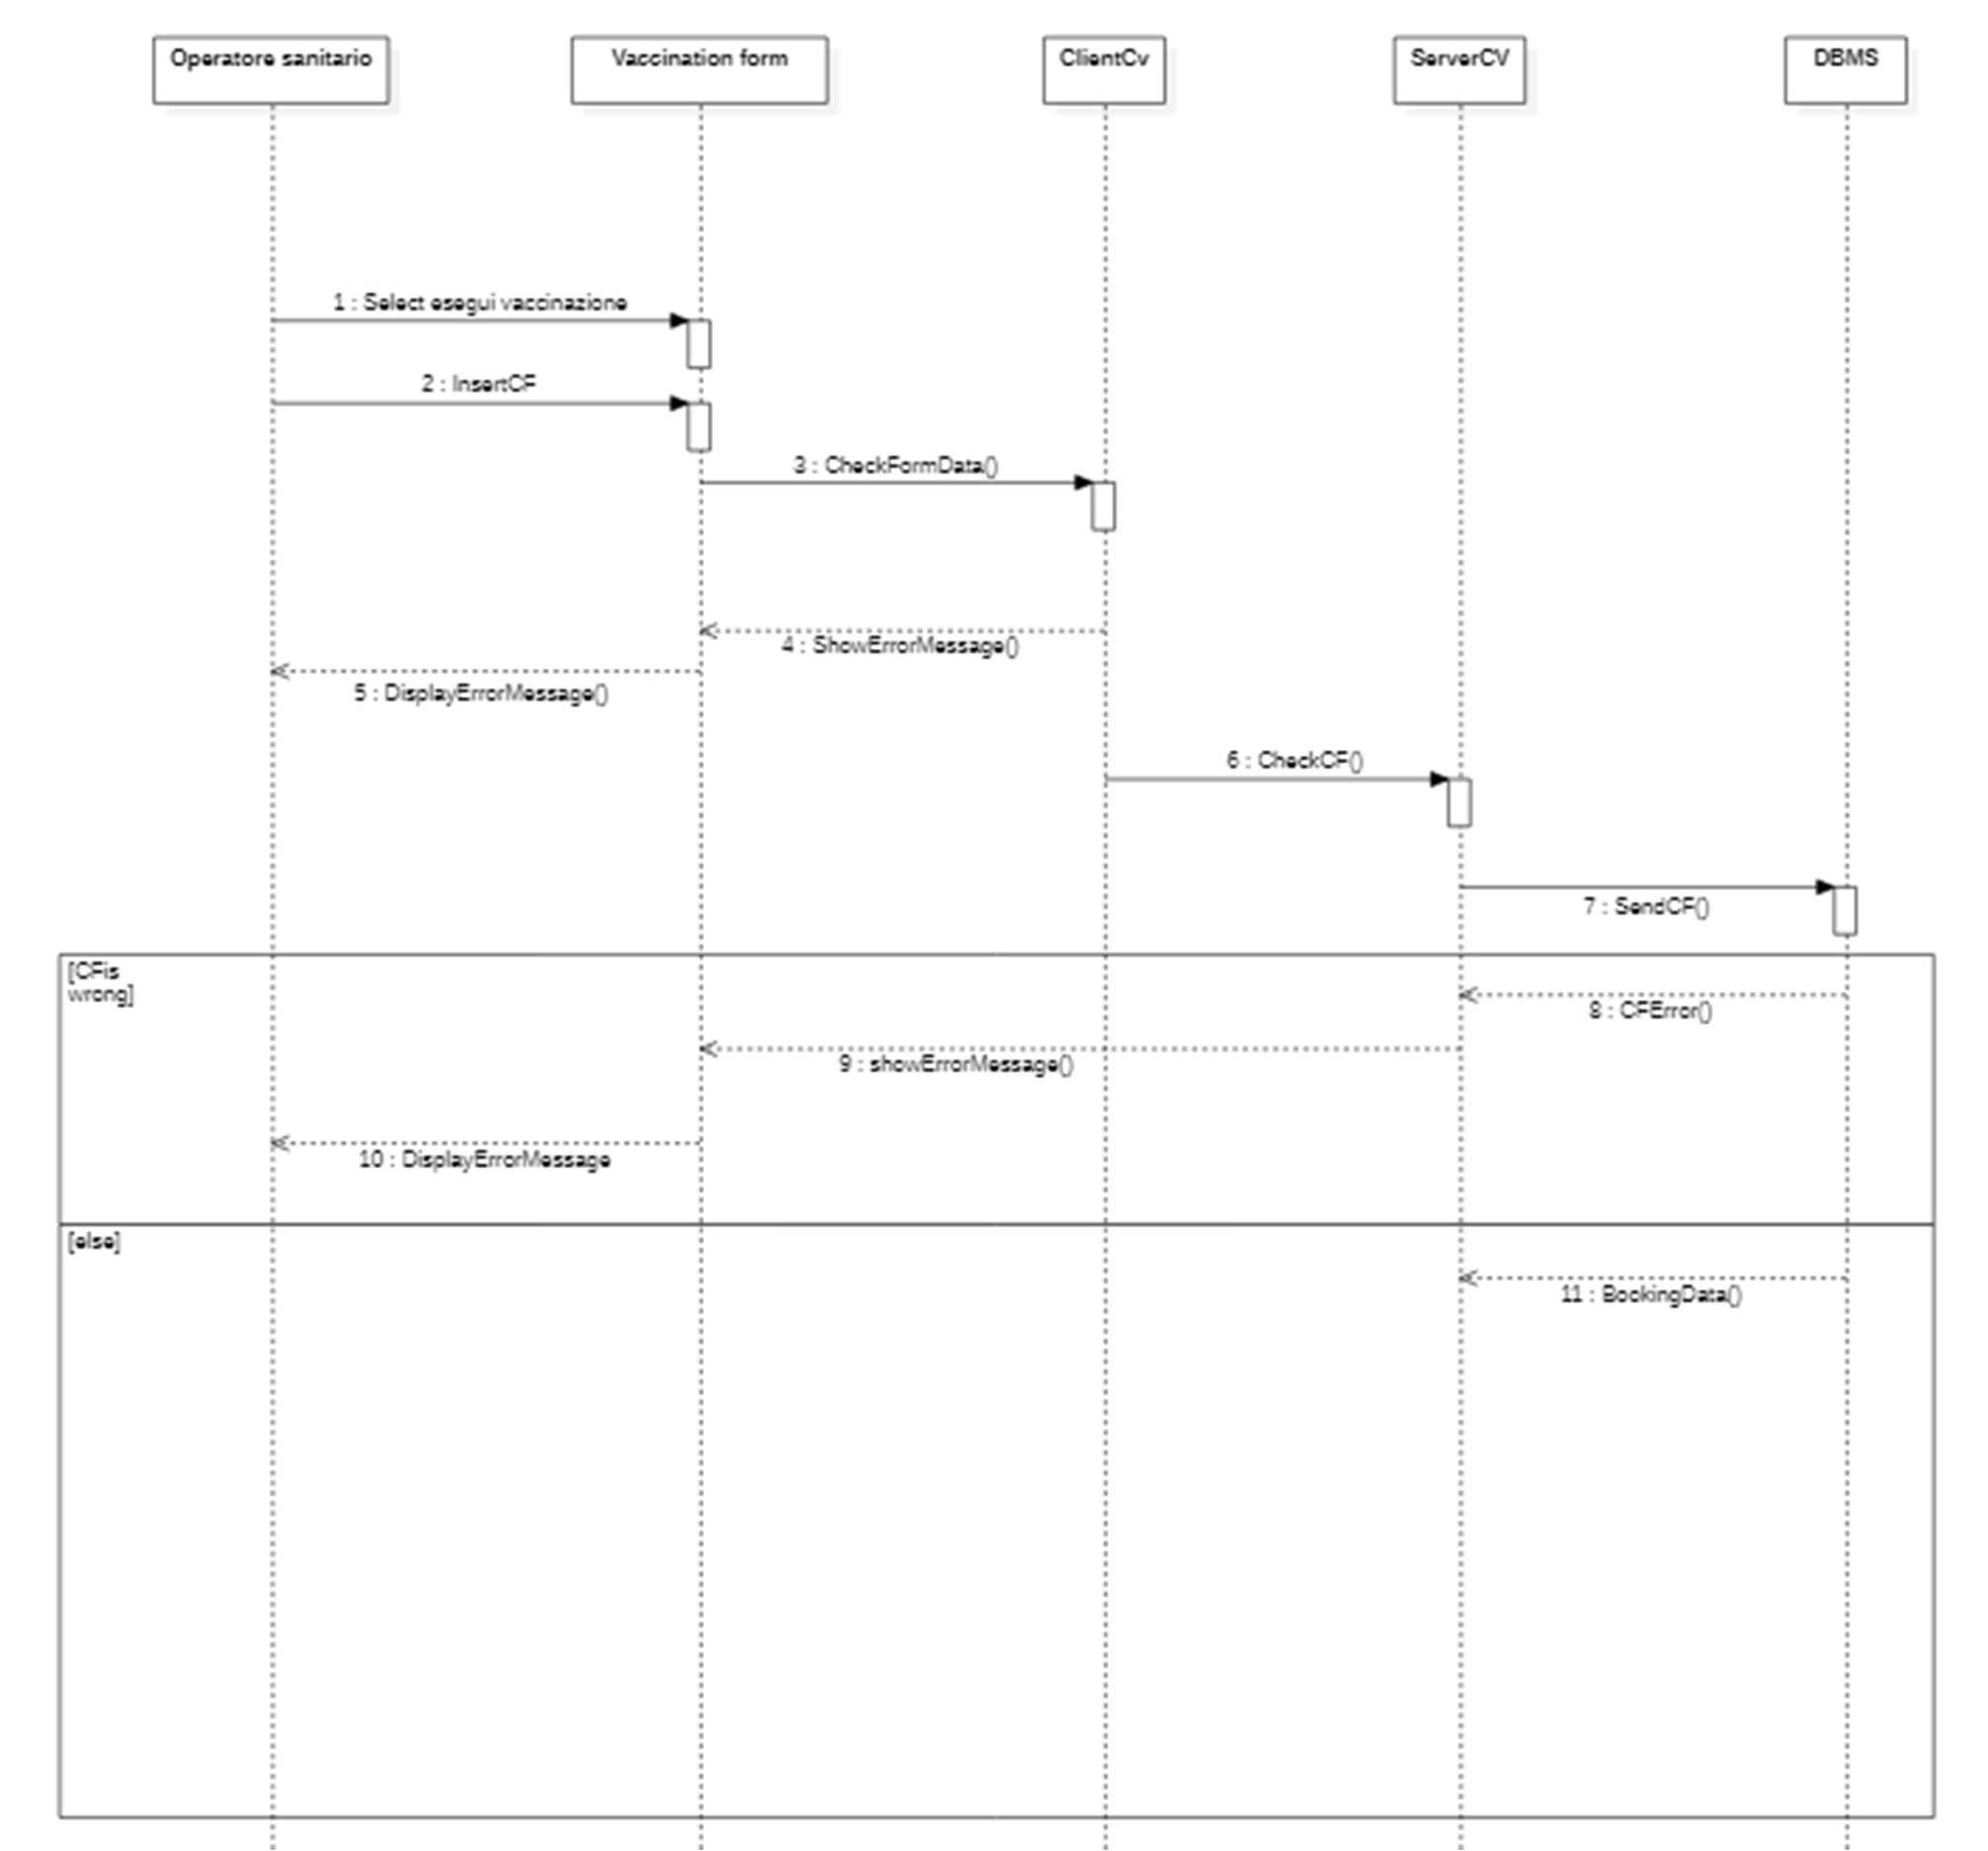 Operatore sanitario
Vaccination form
ClientCv
ServerCV
DBMS
1 : Select esegui vaccinazione
2 : InsertCF
3 : CheckFormData()
4 : ShowErrorMessage()
5 : DisplayErrorMessage()
6 : CheckCF()
7 : SendCF()
[CFis
wrong]
8 : CFError()
9 : showErrorMessage()
10 : DisplayErrorMessage
[else]
11 : BookingData()